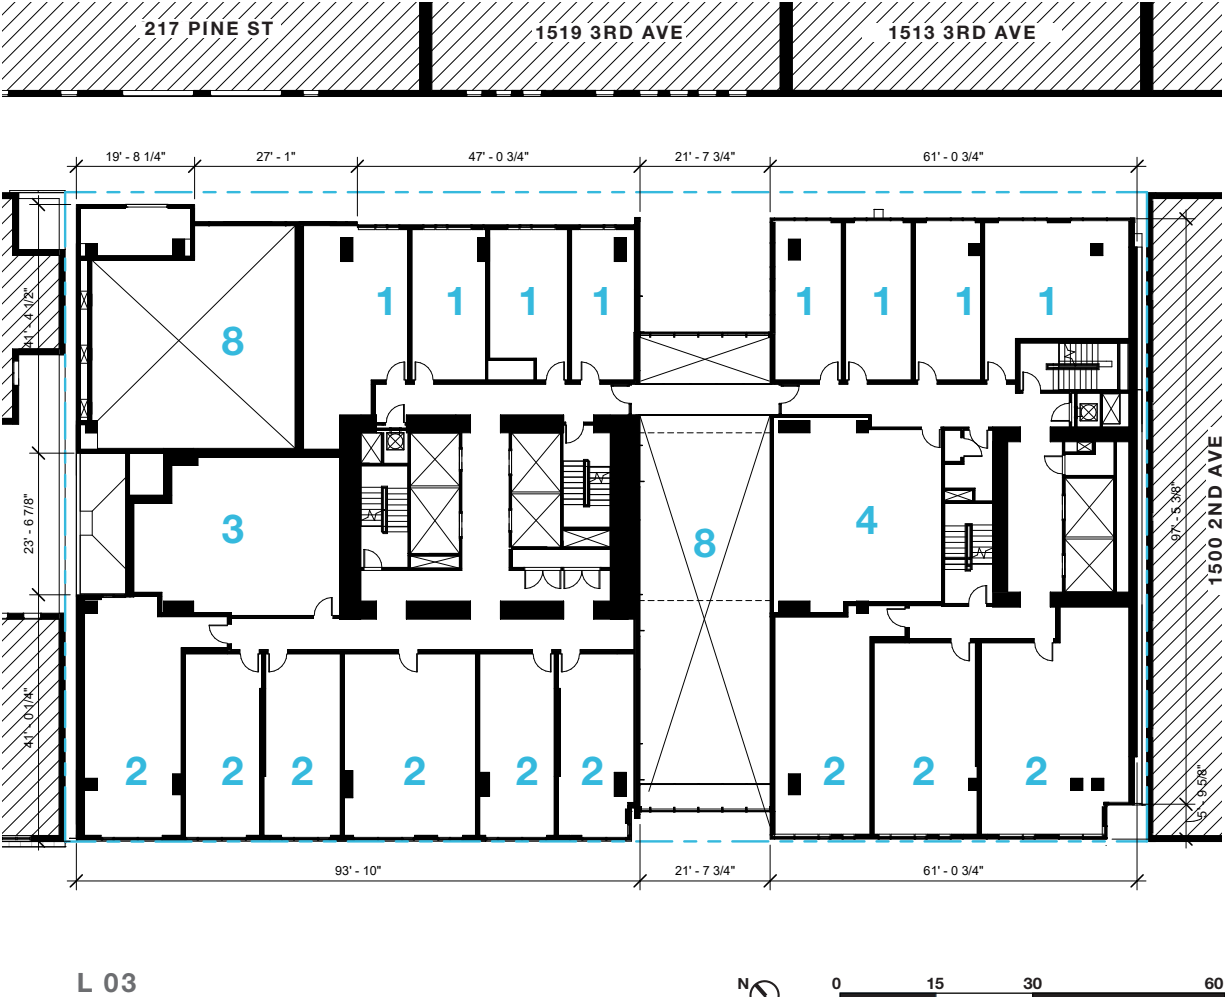 217 PINE ST
1519 3RD AVE
1513 3RD AVE
19' - 8 1/4"
27' - 1"
47' - 0 3/4"
21' - 7 3/4"
61' - 0 3/4"
41' - 4 1/2"
8
1
1
1
1
1
1
1
1
23' - 6 7/8"
3
8
4
97' - 5 3/8"
1500 2ND AVE
41' - 0 1/4"
2
2
2
2
2
2
2
2
2
5' - 9 5/8"
93' - 10"
21' - 7 3/4"
61' - 0 3/4"
L 03
N
0 15 30 60